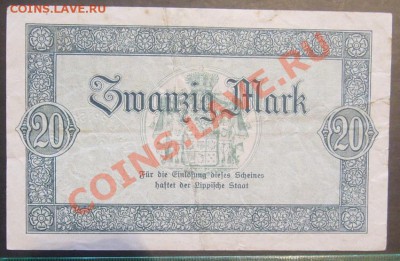 COINS.LAVE.RU
Zwanzig Mark
20 20
Für die Einlösung dieses Scheines
haftet der Lippische Staat
COINS.LAVE.RU